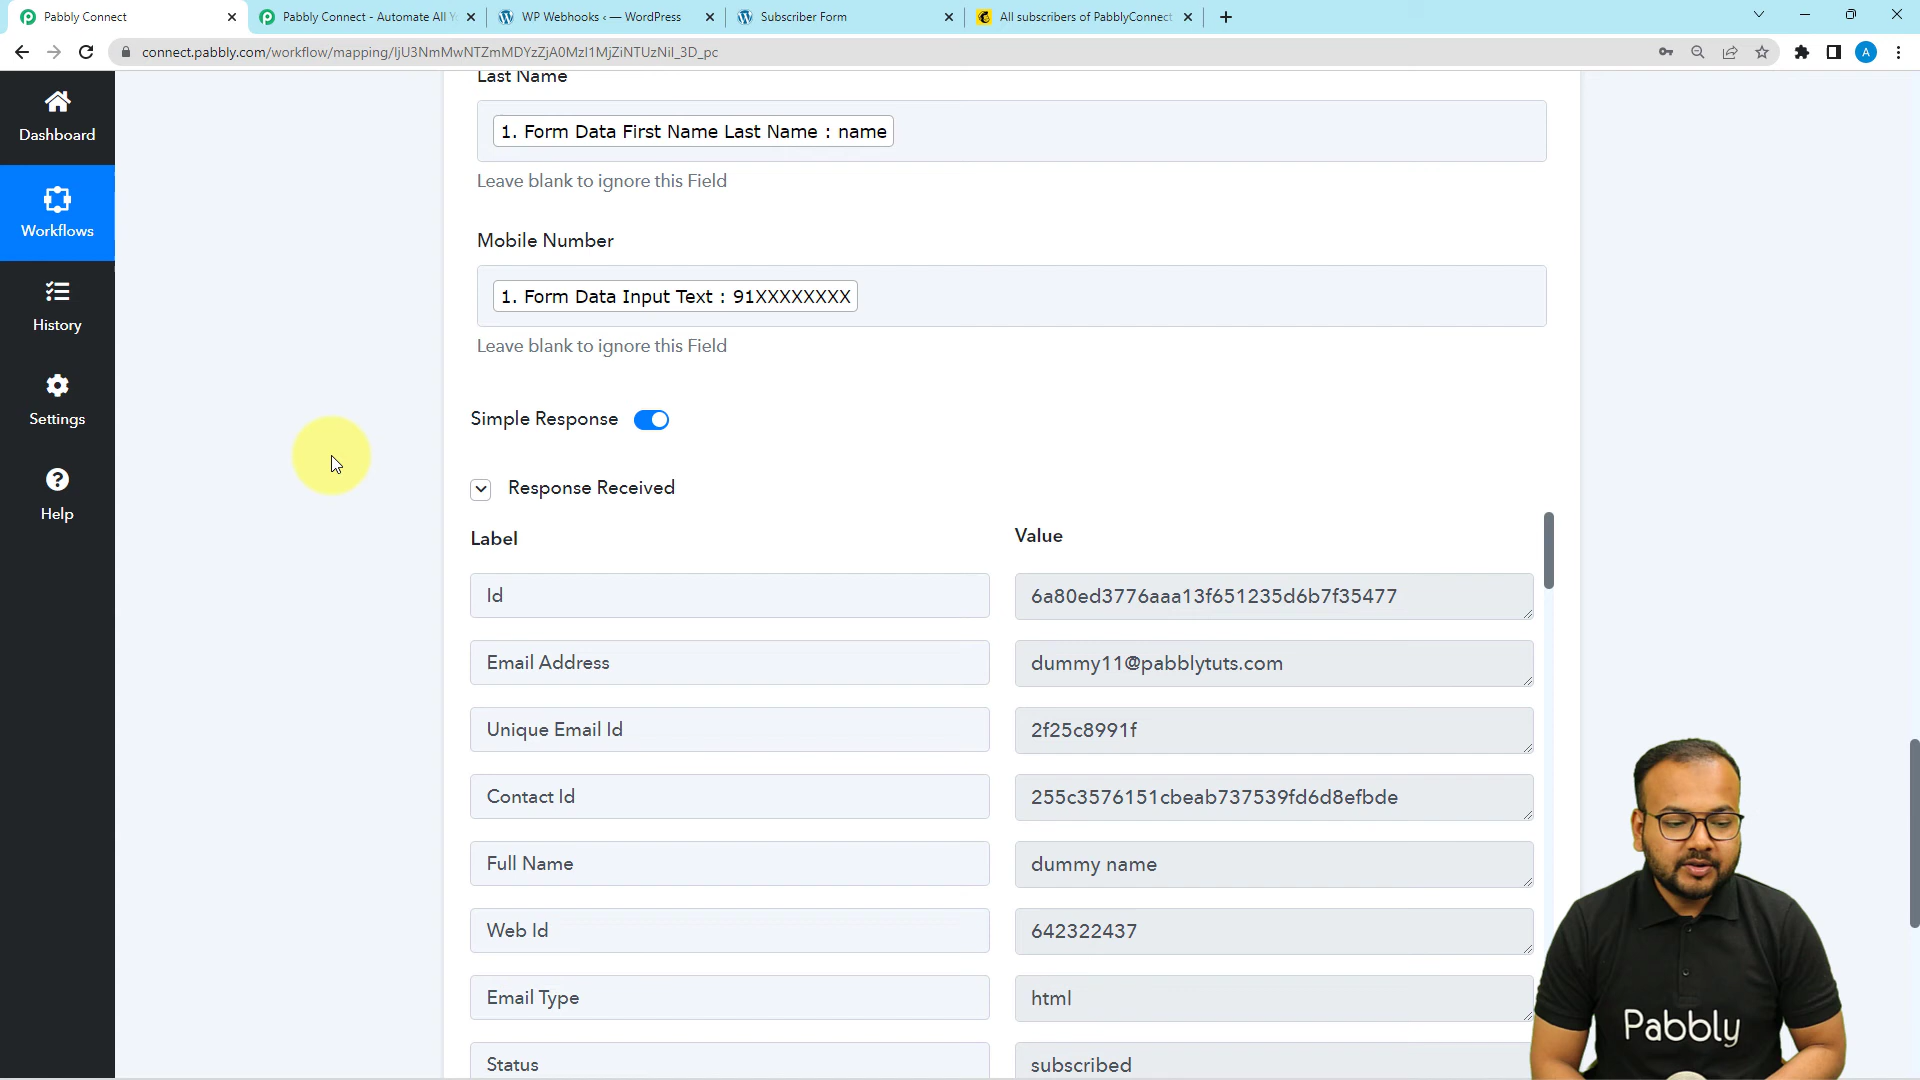 Pabbly Connect
Pabbly Connect - Automate All Yo
WP Webhooks ‹ — WordPress
Subscriber Form
All subscribers of PabblyConnect
connect.pabbly.com/workflow/mapping/IjU3NmMwNTZmMDYzZjA0MzI1MjZiNTUzNiI_3D_pc
A
Dashboard
Workflows
History
Settings
Help
Last Name
1. Form Data First Name Last Name : name
Leave blank to ignore this Field
Mobile Number
1. Form Data Input Text : 91XXXXXXXX
Leave blank to ignore this Field
Simple Response
Response Received
Label
Value
Id
6a80ed3776aaa13f651235d6b7f35477
Email Address
dummy11@pabblytuts.com
Unique Email Id
2f25c8991f
Contact Id
255c3576151cbeab737539fd6d8efbde
Full Name
dummy name
Web Id
642322437
Email Type
html
Status
subscribed
Pabbly